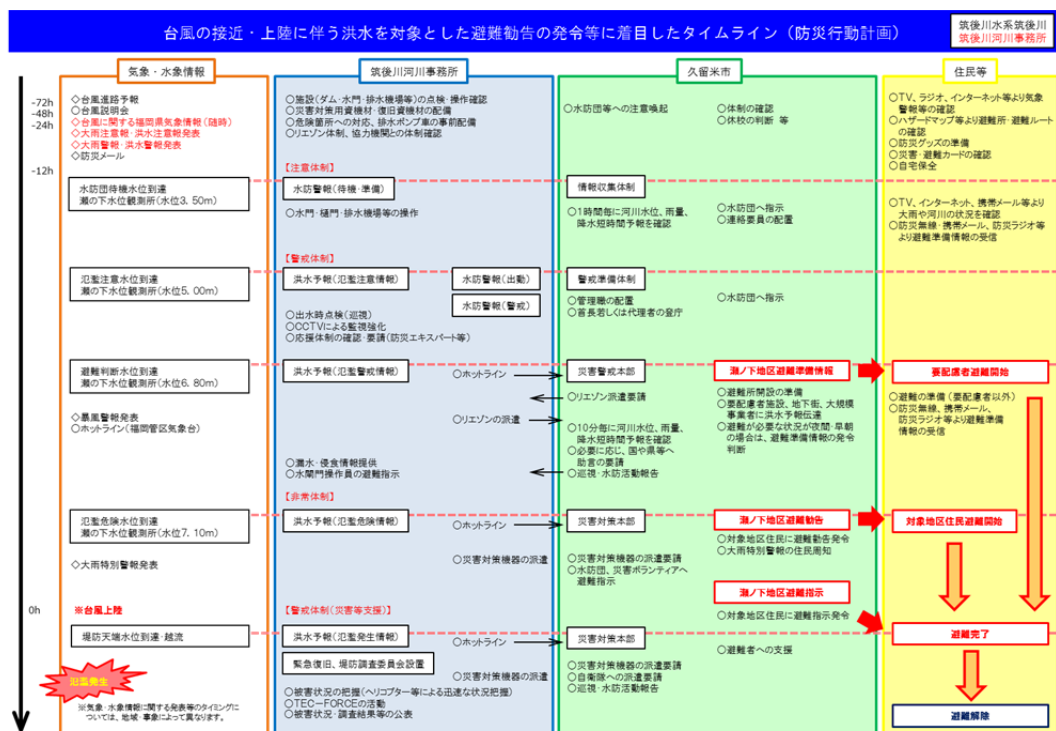 台風の接近・上陸に伴う洪水を対象とした避難勧告の発令等に着目したタイムライン（防災行動計画）
筑後川水系筑後川
筑後川河川事務所
気象・水象情報
筑後川河川事務所
久留米市
住民等
-72h
-48h
-24h
-12h
0h
◇台風進路予報
○台風説明会
◇台風に関する福岡県気象情報（随時）
◇大雨注意報・洪水注意報発表
◇大雨警報・洪水警報発表
◇防災メール
水防団待機水位到達
瀬の下水位観測所（水位3．50m）
氾濫注意水位到達
瀬の下水位観測所（水位5．00m）
避難判断水位到達
瀬の下水位観測所（水位6．80m）
◇暴風警報発表
○ホットライン（福岡管区気象台）
氾濫危険水位到達
瀬の下水位観測所（水位7．10m）
◇大雨特別警報発表
※台風上陸
堤防天端水位到達・越流
氾濫発生
※気象・水象情報に関する発表等のタイミングに
ついては、地域・事象によって異なります。
○施設（ダム・水門・排水機場等）の点検・操作確認
○災害対策用資機材・復旧資機材の配備
○危険箇所への対応、排水ポンプ車の事前配備
○リエゾン体制、協力機関との体制確認
【注意体制】
水防警報（待機・準備）
○水門・樋門・排水機場等の操作
【警戒体制】
洪水予報（氾濫注意情報）
水防警報（出動）
水防警報（警戒）
○出水時点検（巡視）
○CCTVによる監視強化
○応援体制の確認・要請（防災エキスパート等）
洪水予報（氾濫警戒情報）
○ホットライン
○リエゾンの派遣
○漏水・侵食情報提供
○水閘門操作員の避難指示
【非常体制】
洪水予報（氾濫危険情報）
○ホットライン
○災害対策機器の派遣
【警戒体制（災害等支援）】
洪水予報（氾濫発生情報）
○ホットライン
緊急復旧、堤防調査委員会設置
○災害対策機器の派遣
○被害状況の把握（ヘリコプター等による迅速な状況把握）
○TEC－FORCEの活動
○被害状況・調査結果等の公表
○水防団等への注意喚起
○体制の確認
○休校の判断 等
情報収集体制
○1時間毎に河川水位、雨量、
降水短時間予報を確認
○水防団へ指示
○連絡要員の配置
警戒準備体制
○管理職の配置
○首長若しくは代理者の登庁
○水防団へ指示
災害警戒本部
○リエゾン派遣要請
○10分毎に河川水位、雨量、
降水短時間予報を確認
○必要に応じ、国や県等へ
助言の要請
○巡視・水防活動報告
瀬ノ下地区避難準備情報
○避難所開設の準備
○要配慮者施設、地下街、大規模
事業者に洪水予報伝達
○避難が必要な状況が夜間・早朝
の場合は、避難準備情報の発令
判断
災害対策本部
○災害対策機器の派遣要請
○水防団、災害ボランティアへ
避難指示
瀬ノ下地区避難勧告
○対象地区住民に避難勧告発令
○大雨特別警報の住民周知
瀬ノ下地区避難指示
○対象地区住民に避難指示発令
災害対策本部
○避難者への支援
○災害対策機器の派遣要請
○自衛隊への派遣要請
○巡視・水防活動報告
○TV、ラジオ、インターネット等より気象
警報等の確認
○ハザードマップ等より避難所・避難ルート
の確認
○防災グッズの準備
○災害・避難カードの確認
○自宅保全
○TV、インターネット、携帯メール等より
大雨や河川の状況を確認
○防災無線・携帯メール、防災ラジオ等
より避難準備情報の受信
要配慮者避難開始
○避難の準備（要配慮者以外）
○防災無線、携帯メール、
防災ラジオ等より避難準備
情報の受信
対象地区住民避難開始
避難完了
避難解除